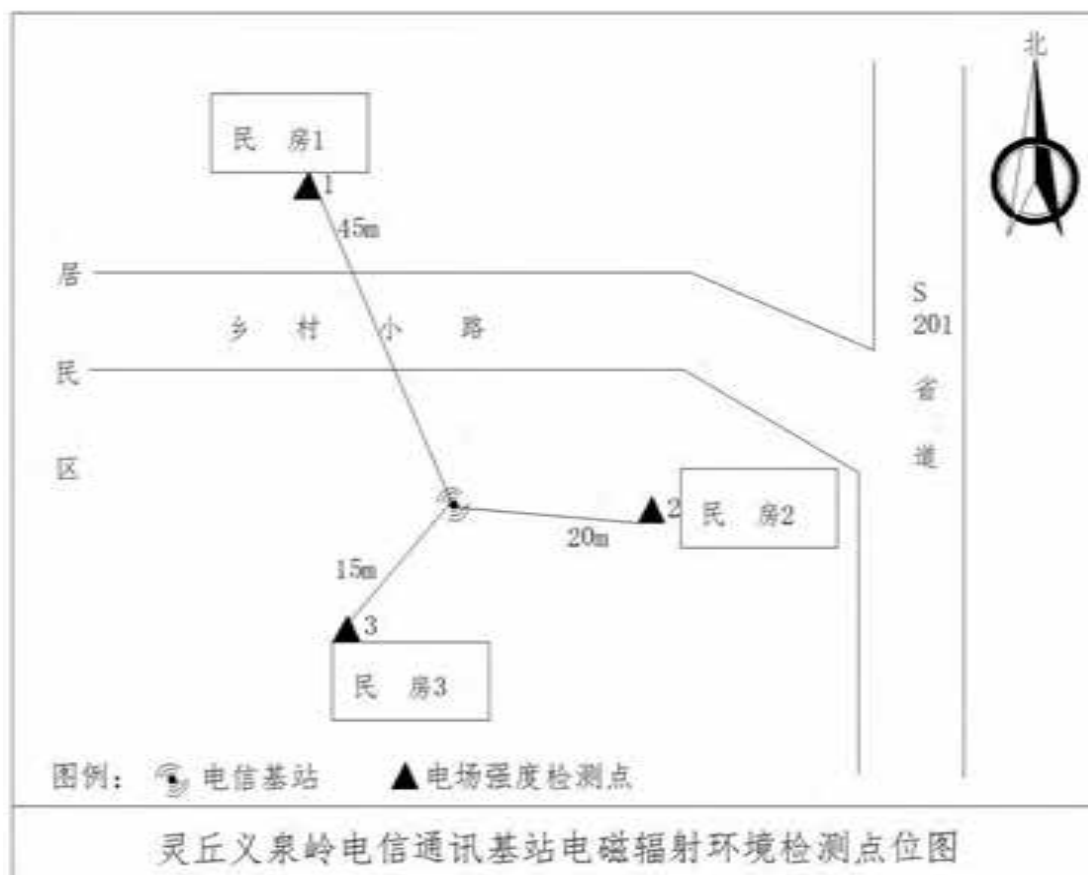 北
民 房1
1
45m
居
民
区
乡 村 小 路
S
201
省
道
2
民 房2
20m
15m
3
民 房3
图例： 电信基站 电场强度检测点
灵丘义泉岭电信通讯基站电磁辐射环境检测点位图